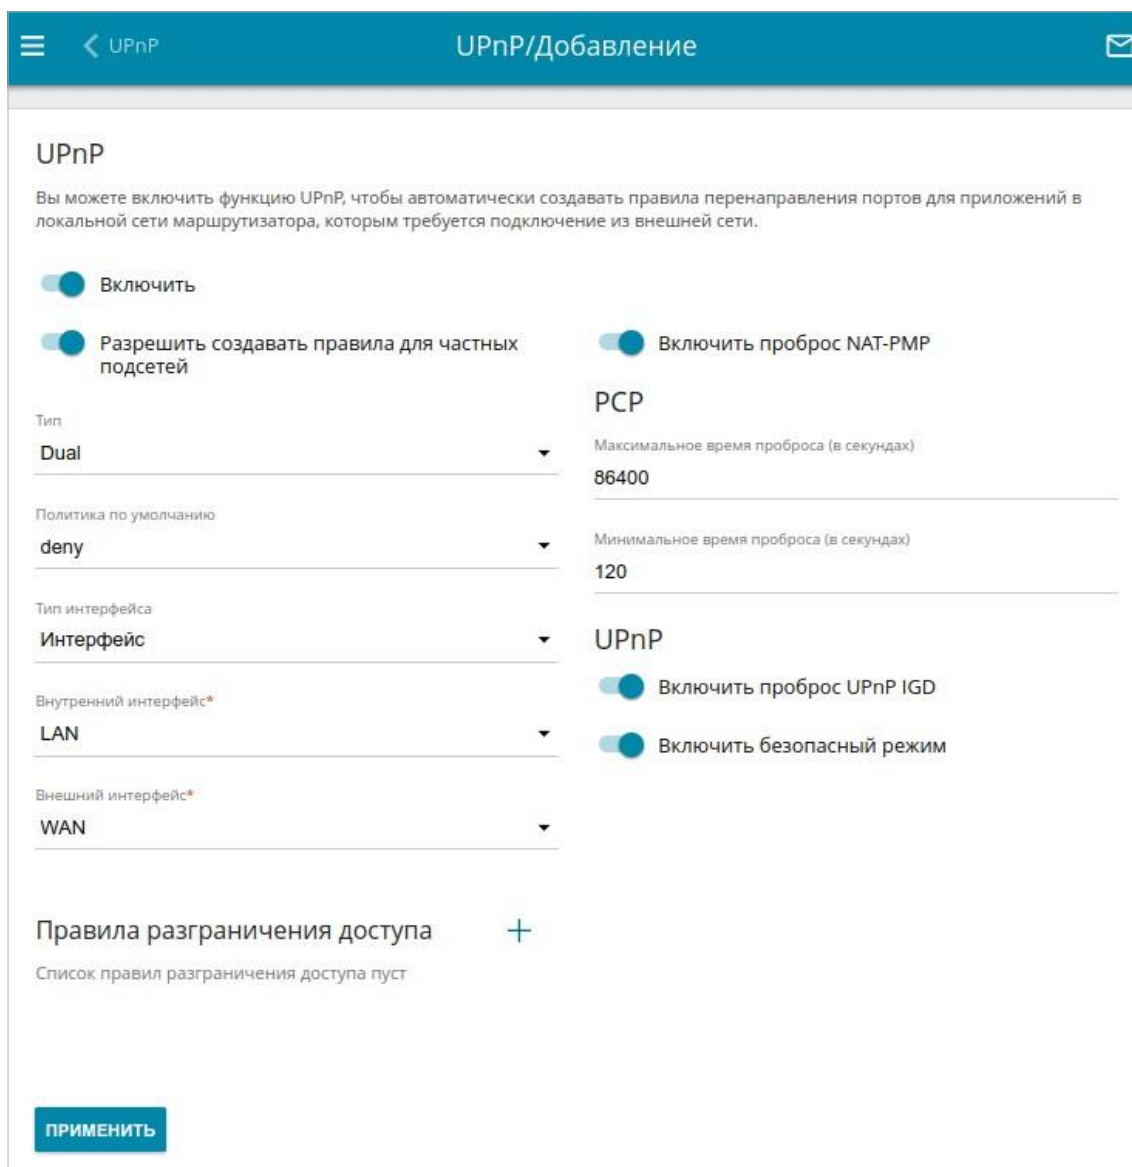 UPnP
UPnP/Добавление
UPnP
Вы можете включить функцию UPnP, чтобы автоматически создавать правила перенаправления портов для приложений в
локальной сети маршрутизатора, которым требуется подключение из внешней сети.
Включить
Разрешить создавать правила для частных
подсетей
Тип
Dual
Политика по умолчанию
deny
Тип интерфейса
Интерфейс
Внутренний интерфейс*
LAN
Внешний интерфейс*
WAN
Включить проброс NAT-PMP
PCP
Максимальное время проброса (в секундах)
86400
Минимальное время проброса (в секундах)
120
UPnP
Включить проброс UPnP IGD
Включить безопасный режим
Правила разграничения доступа
Список правил разграничения доступа пуст
ПРИМЕНИТЬ